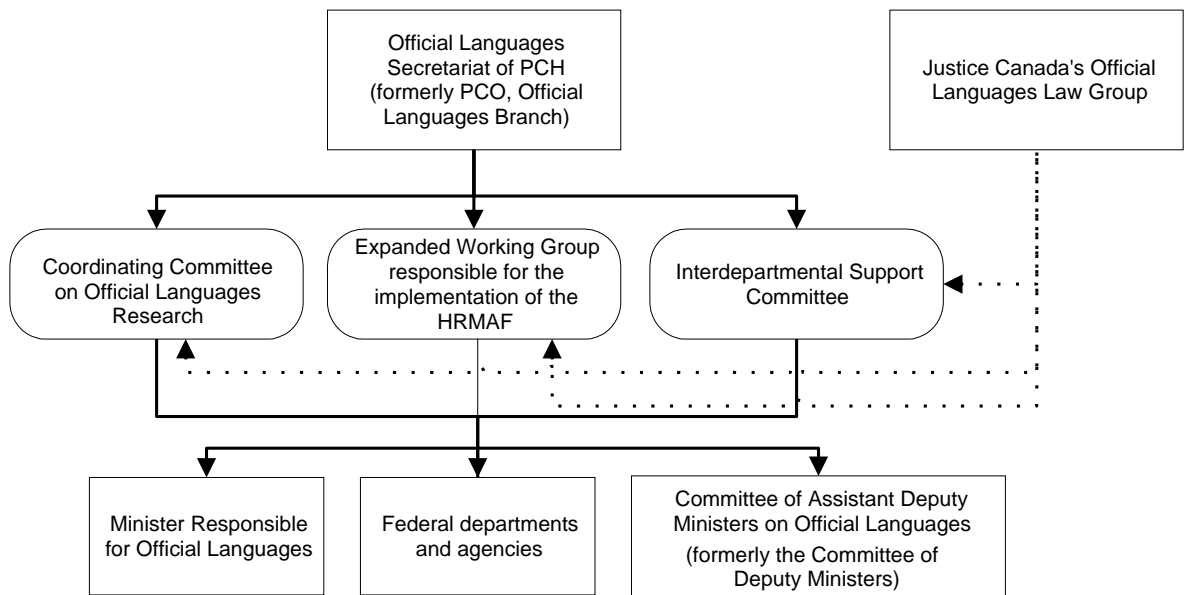 Official Languages
Secretariat of PCH
(formerly PCO, Official
Languages Branch)
Justice Canada's Official
Languages Law Group
Coordinating Committee
on Official Languages
Research
Expanded Working Group
responsible for the
implementation of the
HRMAF
Interdepartmental Support
Committee
Minister Responsible
for Official Languages
Federal departments
and agencies
Committee of Assistant Deputy
Ministers on Official Languages
(formerly the Committee of
Deputy Ministers)